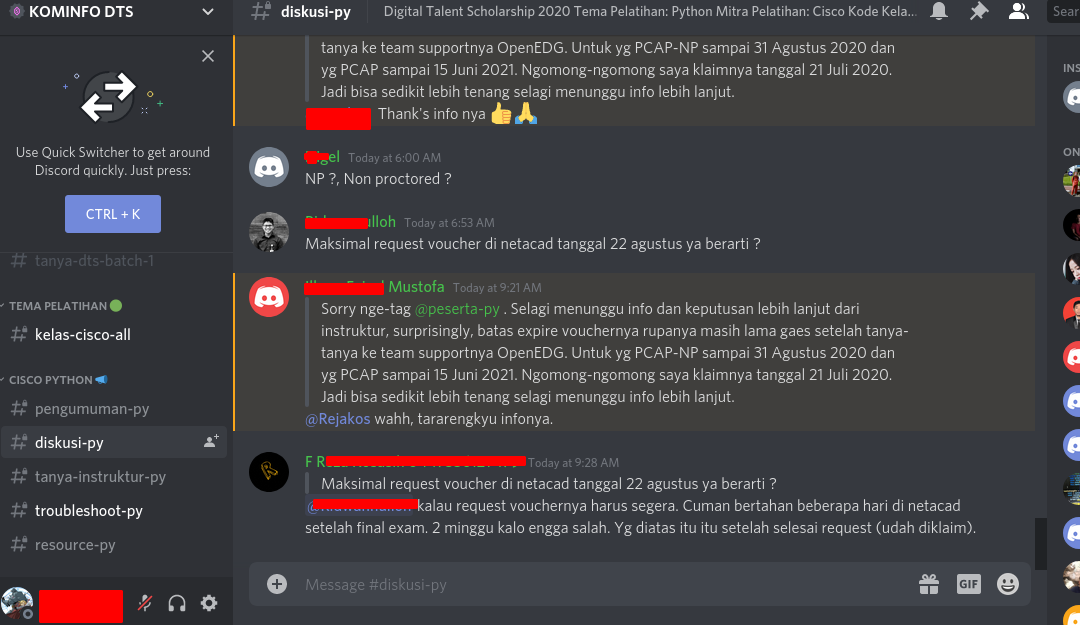 KOMINFO DTS
diskusi-py
Digital Talent Scholarship 2020 Tema Pelatihan: Python Mitra Pelatihan: Cisco Kode Kela...
Sear
Use Quick Switcher to get around
Discord quickly. Just press:
CTRL + K
tanya-dts-batch-1
TEMA PELATIHAN
kelas-cisco-all
CISCO PYTHON
pengumuman-py
diskusi-py
tanya-instruktur-py
troubleshoot-py
resource-py
tanya ke team supportnya OpenEDG. Untuk yg PCAP-NP sampai 31 Agustus 2020 dan
yg PCAP sampai 15 Juni 2021. Ngomong-ngomong saya klaimnya tanggal 21 Juli 2020.
Jadi bisa sedikit lebih tenang selagi menunggu info lebih lanjut.
Thank's info nya 👍🙏
gel Today at 6:00 AM
NP ?, Non proctored ?
ulloh Today at 6:53 AM
Maksimal request voucher di netacad tanggal 22 agustus ya berarti ?
Mustofa Today at 9:21 AM
Sorry nge-tag @peserta-py . Selagi menunggu info dan keputusan lebih lanjut dari
instruktur, surprisingly, batas expire vouchernya rupanya masih lama gaes setelah tanya-
tanya ke team supportnya OpenEDG. Untuk yg PCAP-NP sampai 31 Agustus 2020 dan
yg PCAP sampai 15 Juni 2021. Ngomong-ngomong saya klaimnya tanggal 21 Juli 2020.
Jadi bisa sedikit lebih tenang selagi menunggu info lebih lanjut.
@Rejakos wahh, tararengkyu infonya.
F Today at 9:28 AM
Maksimal request voucher di netacad tanggal 22 agustus ya berarti ?
@ kalau request vouchernya harus segera. Cuman bertahan beberapa hari di netacad
setelah final exam. 2 minggu kalo engga salah. Yg diatas itu itu setelah selesai request (udah diklaim).
Message #diskusi-py
GIF
INS
ON